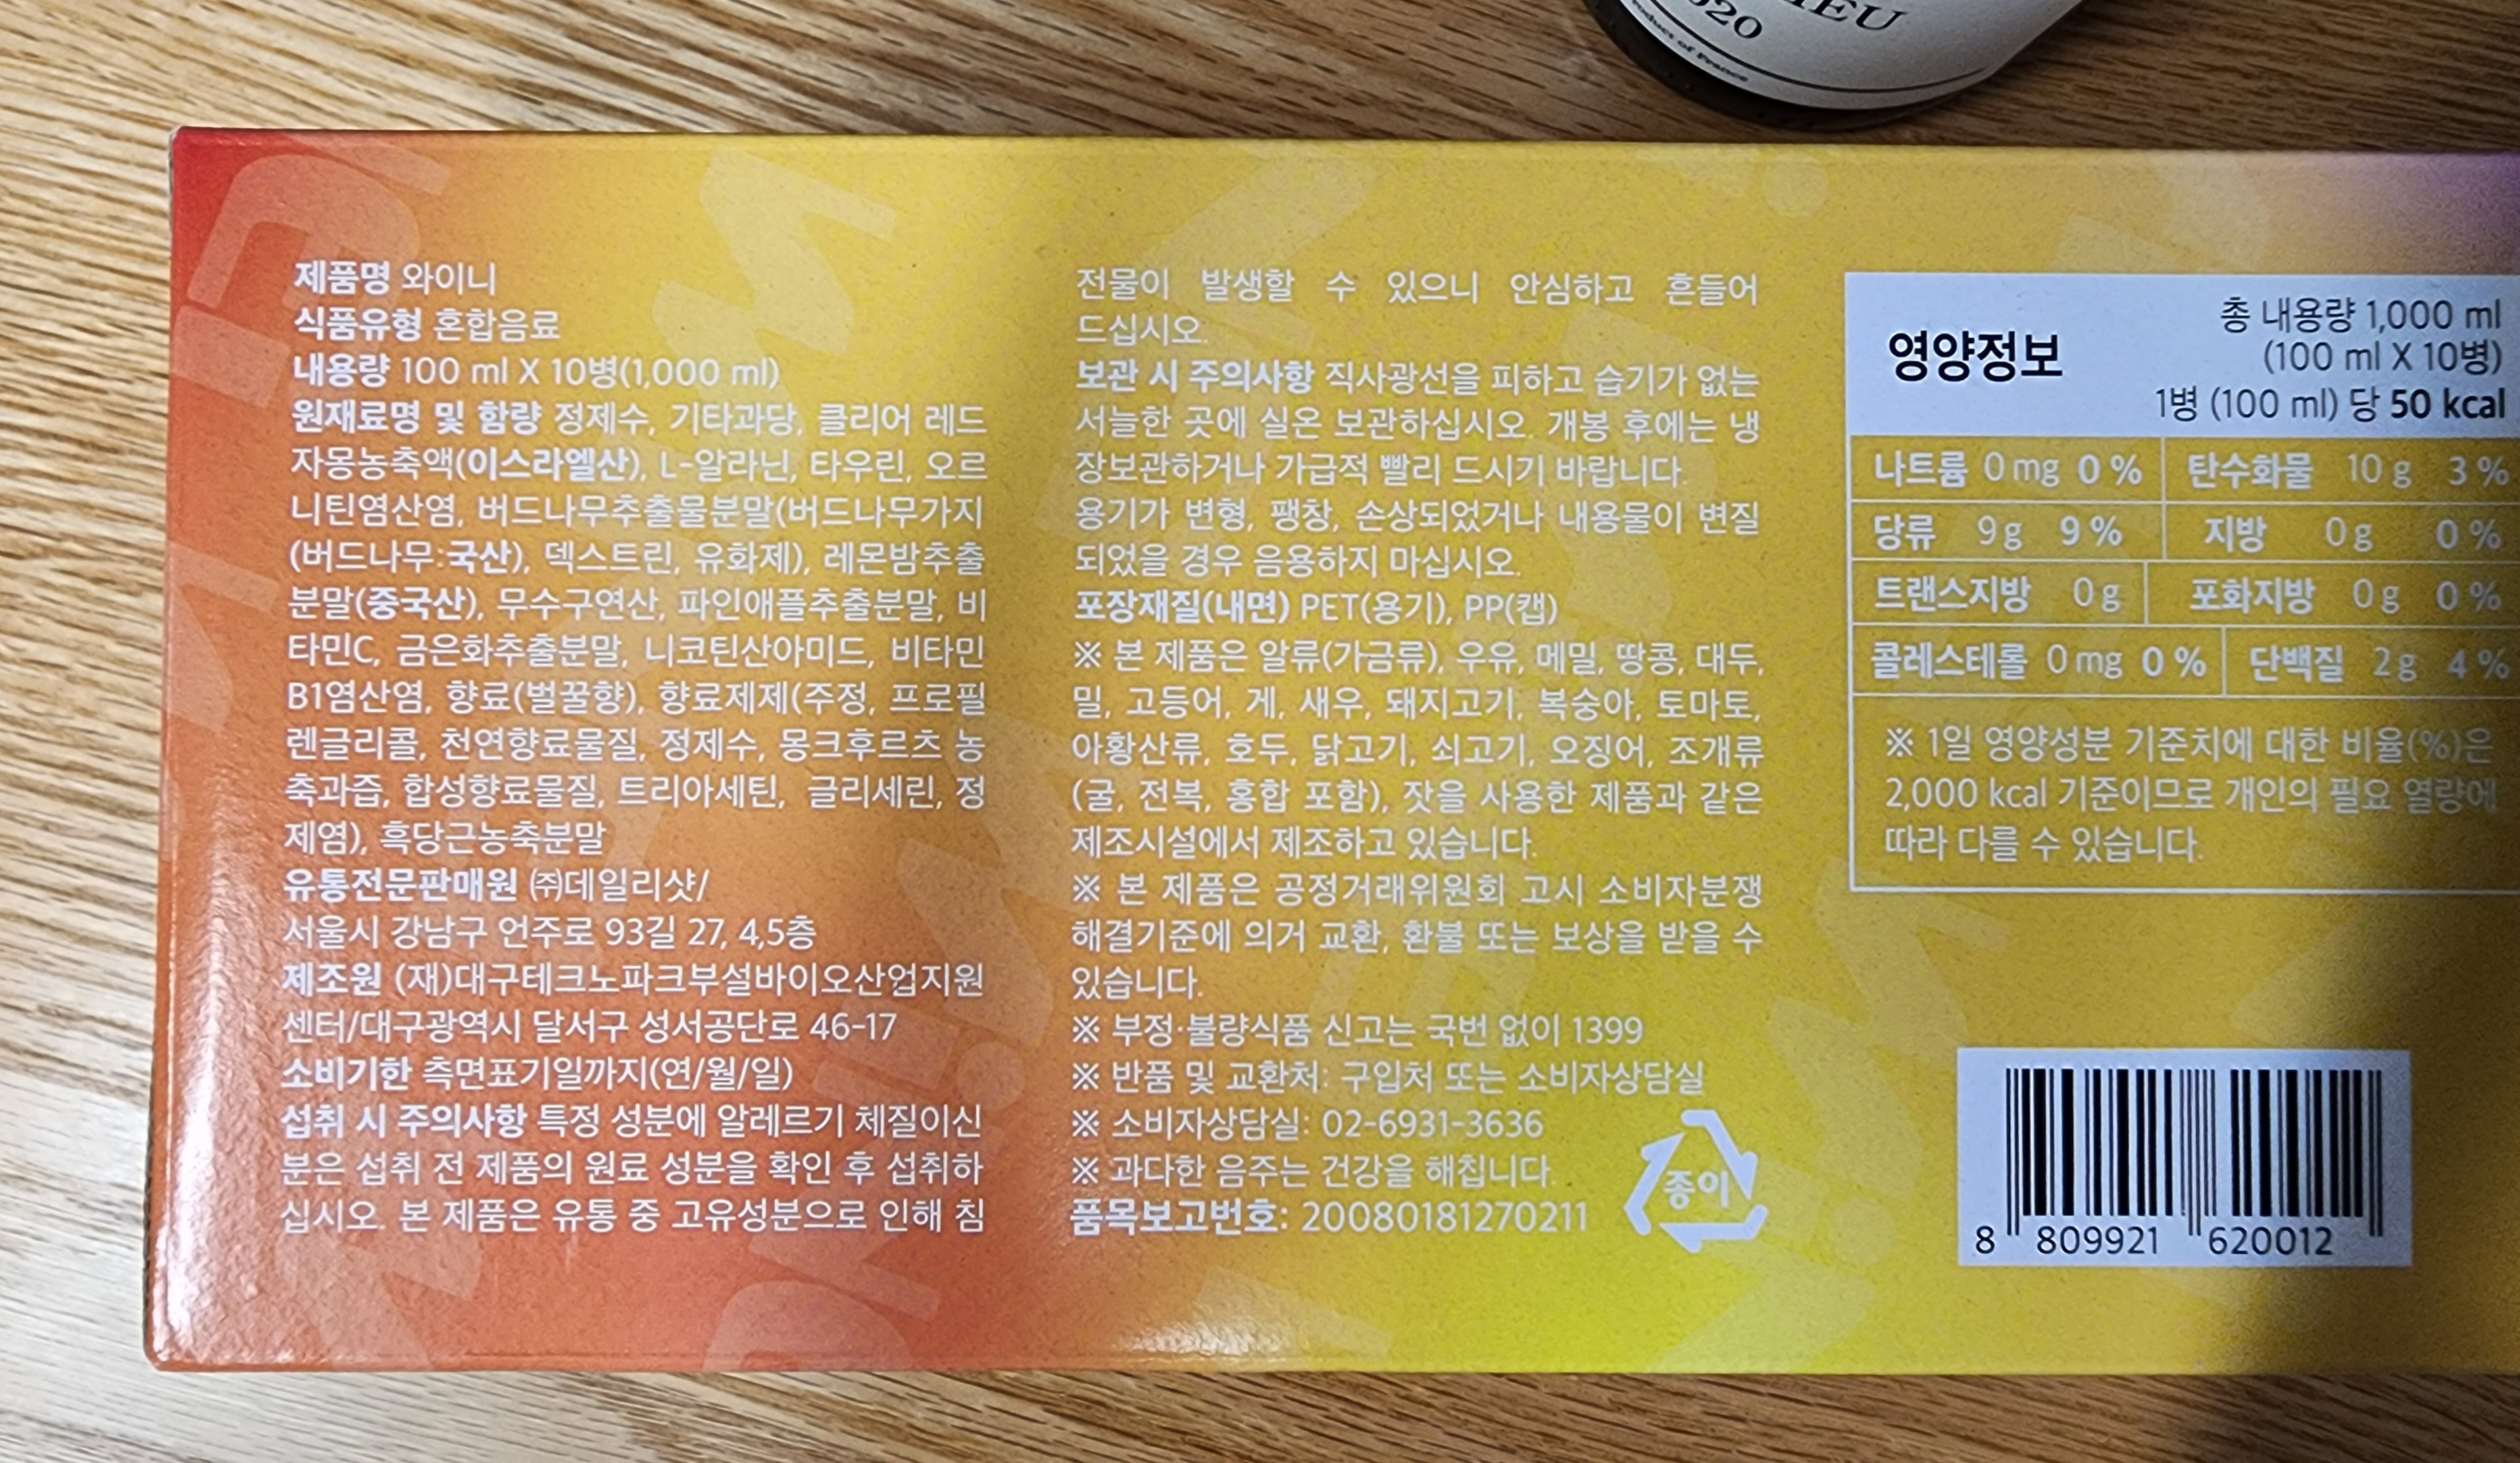 IEU
020
Product of France
제품명 와이니
식품유형 혼합음료
내용량 100 ml X 10병(1,000 ml)
원재료명 및 함량 정제수, 기타과당, 클리어 레드
자몽농축액(이스라엘산), L-알라닌, 타우린, 오르
니틴염산염, 버드나무추출물분말(버드나무가지
(버드나무:국산), 덱스트린, 유화제), 레몬밤추출
분말(중국산), 무수구연산, 파인애플추출분말, 비
타민C, 금은화추출분말, 니코틴산아미드, 비타민
B1염산염, 향료(벌꿀향), 향료제제(주정, 프로필
렌글리콜, 천연향료물질, 정제수, 몽크후르츠 농
축과즙, 합성향료물질, 트리아세틴, 글리세린, 정
제염), 흑당근농축분말
유통전문판매원 ㈜데일리샷/
서울시 강남구 언주로 93길 27, 4,5층
제조원 (재)대구테크노파크부설바이오산업지원
센터/대구광역시 달서구 성서공단로 46-17
소비기한 측면표기일까지(연/월/일)
섭취 시 주의사항 특정 성분에 알레르기 체질이신
분은 섭취 전 제품의 원료 성분을 확인 후 섭취하
십시오. 본 제품은 유통 중 고유성분으로 인해 침
전물이 발생할 수 있으니 안심하고 흔들어
드십시오.
보관 시 주의사항 직사광선을 피하고 습기가 없는
서늘한 곳에 실온 보관하십시오. 개봉 후에는 냉
장보관하거나 가급적 빨리 드시기 바랍니다.
용기가 변형, 팽창, 손상되었거나 내용물이 변질
되었을 경우 음용하지 마십시오.
포장재질(내면) PET(용기), PP(캡)
※ 본 제품은 알류(가금류), 우유, 메밀, 땅콩, 대두,
밀, 고등어, 게, 새우, 돼지고기, 복숭아, 토마토,
아황산류, 호두, 닭고기, 쇠고기, 오징어, 조개류
(굴, 전복, 홍합 포함), 잣을 사용한 제품과 같은
제조시설에서 제조하고 있습니다.
※ 본 제품은 공정거래위원회 고시 소비자분쟁
해결기준에 의거 교환, 환불 또는 보상을 받을 수
있습니다.
※ 부정·불량식품 신고는 국번 없이 1399
※ 반품 및 교환처: 구입처 또는 소비자상담실
※ 소비자상담실: 02-6931-3636
※ 과다한 음주는 건강을 해칩니다.
품목보고번호: 20080181270211
종이
영양정보
총 내용량 1,000 ml
(100 ml X 10병)
1병 (100 ml) 당 50 kcal
나트륨 0 mg 0 % 탄수화물 10 g 3 %
당류 9 g 9 % 지방 0 g 0 %
트랜스지방 0 g 포화지방 0 g 0 %
콜레스테롤 0 mg 0 % 단백질 2 g 4 %
※ 1일 영양성분 기준치에 대한 비율(%)은
2,000 kcal 기준이므로 개인의 필요 열량에
따라 다를 수 있습니다.
8 809921 620012